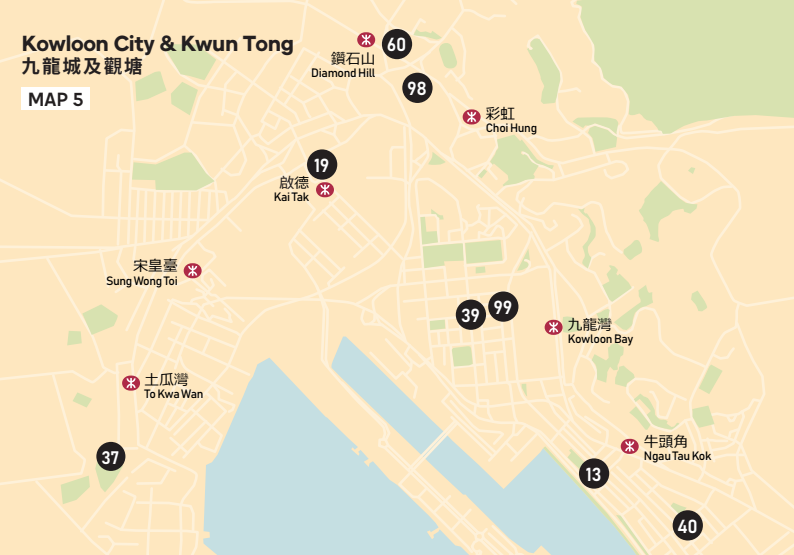 Kowloon City & Kwun Tong
九龍城及觀塘
MAP 5
鑽石山
Diamond Hill
60
98
彩虹
Choi Hung
19
啟德
Kai Tak
宋皇臺
Sung Wong Toi
39
99
九龍灣
Kowloon Bay
土瓜灣
To Kwa Wan
37
牛頭角
Ngau Tau Kok
13
40